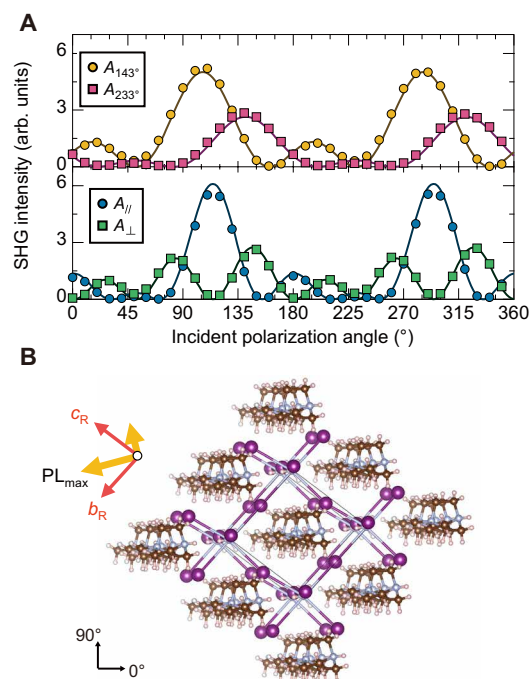 A
SHG intensity (arb. units)
6
3
0
A143°
A233°
6
3
0
A//
A⊥
0 45 90 135 180 225 270 315 360
Incident polarization angle (°)
B
cR
PLmax
bR
90°
0°